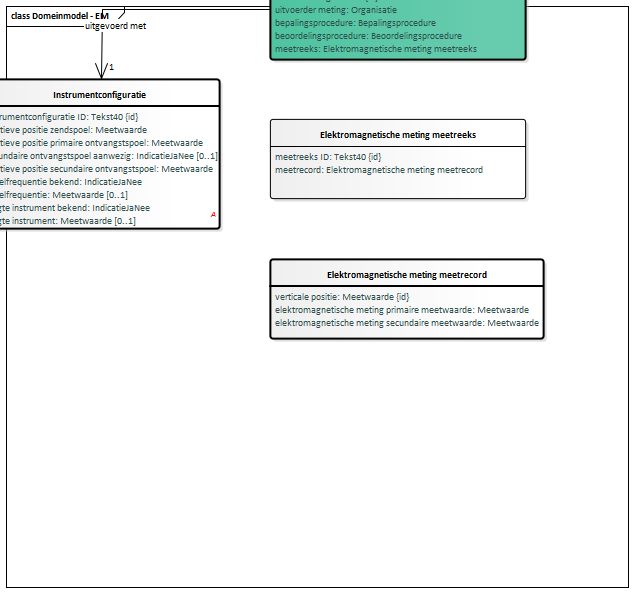 class Domeinmodel - EM
uitgevoerd met
1
uitvoerder meting: Organisatie
bepalingsprocedure: Bepalingsprocedure
beoordelingsprocedure: Beoordelingsprocedure
meetreeks: Elektromagnetische meting meetreeks
Instrumentconfiguratie
rumentconfiguratie ID: Tekst40 {id}
tieve positie zendspoel: Meetwaarde
tieve positie primaire ontvangstspoel: Meetwaarde
undaire ontvangstspoel aanwezig: IndicatieJaNee [0..1]
tieve positie secundaire ontvangstspoel: Meetwaarde
elfrequentie bekend: IndicatieJaNee
elfrequentie: Meetwaarde [0..1]
gte instrument bekend: IndicatieJaNee
gte instrument: Meetwaarde [0..1]
A
Elektromagnetische meting meetreeks
meetreeks ID: Tekst40 {id}
meetrecord: Elektromagnetische meting meetrecord
Elektromagnetische meting meetrecord
verticale positie: Meetwaarde {id}
elektromagnetische meting primaire meetwaarde: Meetwaarde
elektromagnetische meting secundaire meetwaarde: Meetwaarde